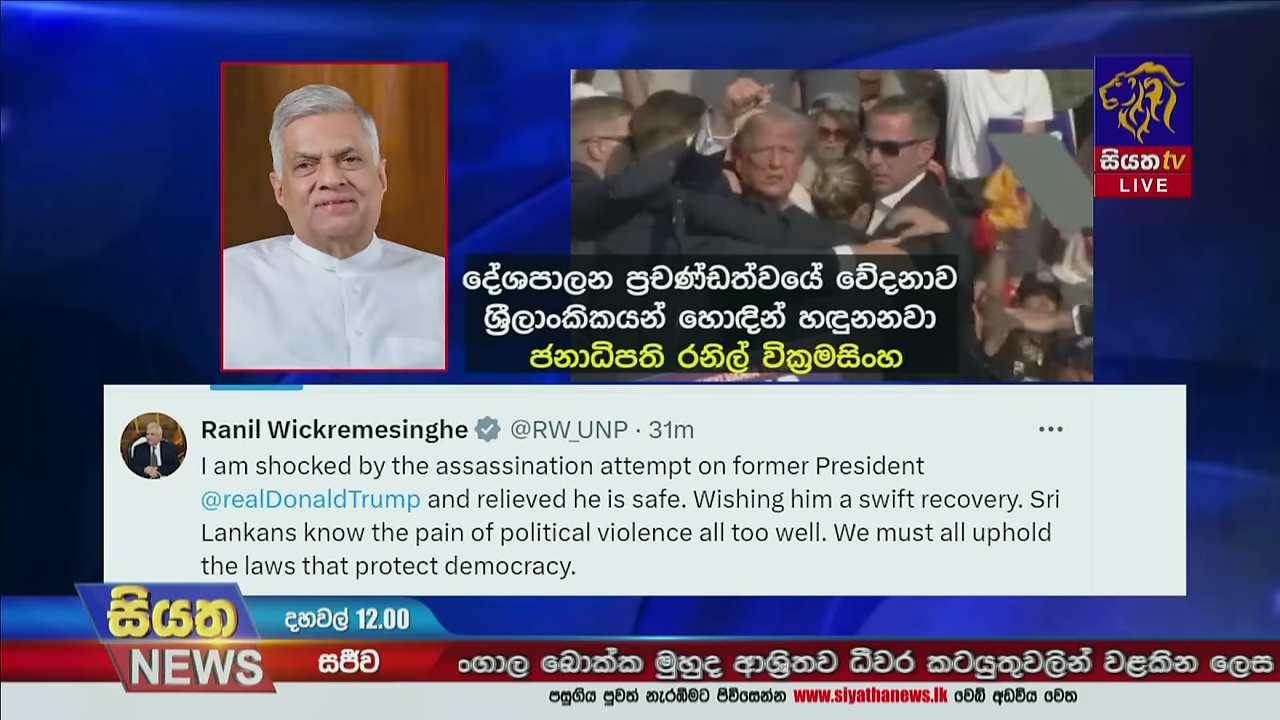 සියත tv
LIVE
දේශපාලන ප්‍රචණ්ඩත්වයේ වේදනාව
ශ්‍රීලාංකිකයන් හොඳින් හඳුනනවා
ජනාධිපති රනිල් වික්‍රමසිංහ
Ranil Wickremesinghe @RW_UNP · 31m
I am shocked by the assassination attempt on former President
@realDonaldTrump and relieved he is safe. Wishing him a swift recovery. Sri
Lankans know the pain of political violence all too well. We must all uphold
the laws that protect democracy.
සියත
NEWS
දහවල් 12.00
සජීව
ංගාල බොක්ක මුහුද ආශ්‍රිතව ධීවර කටයුතුවලින් වළකින ලෙස
පසුගිය පුවත් නැරඹීමට පිවිසෙන්න www.siyathanews.lk වෙබ් අඩවිය වෙත